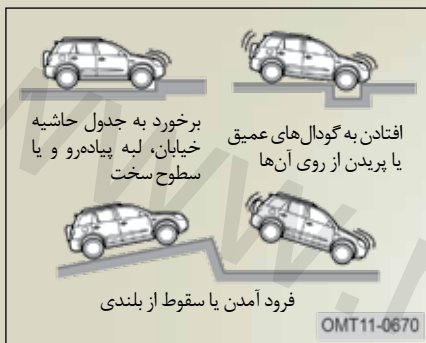 افتادن به گودال‌های عمیق
یا پریدن از روی آن‌ها
برخورد به جدول حاشیه
خیابان، لبه پیاده‌رو و یا
سطوح سخت
فرود آمدن یا سقوط از بلندی
OMT11-0670